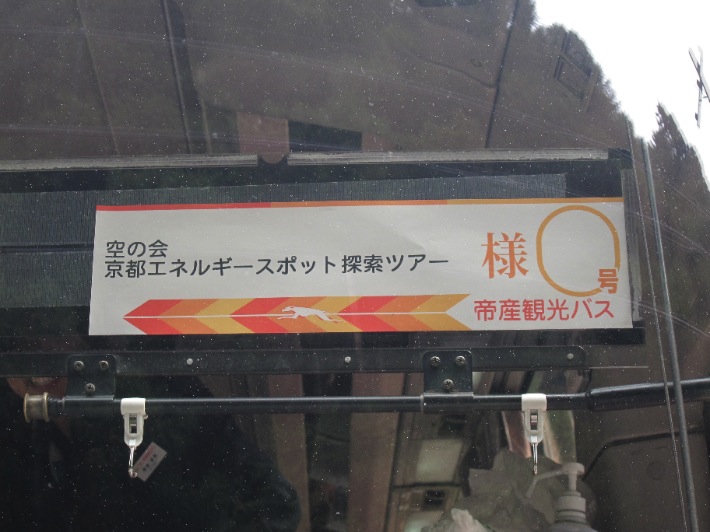 空の会
京都エネルギースポット探索ツアー
様
号
帝産観光バス